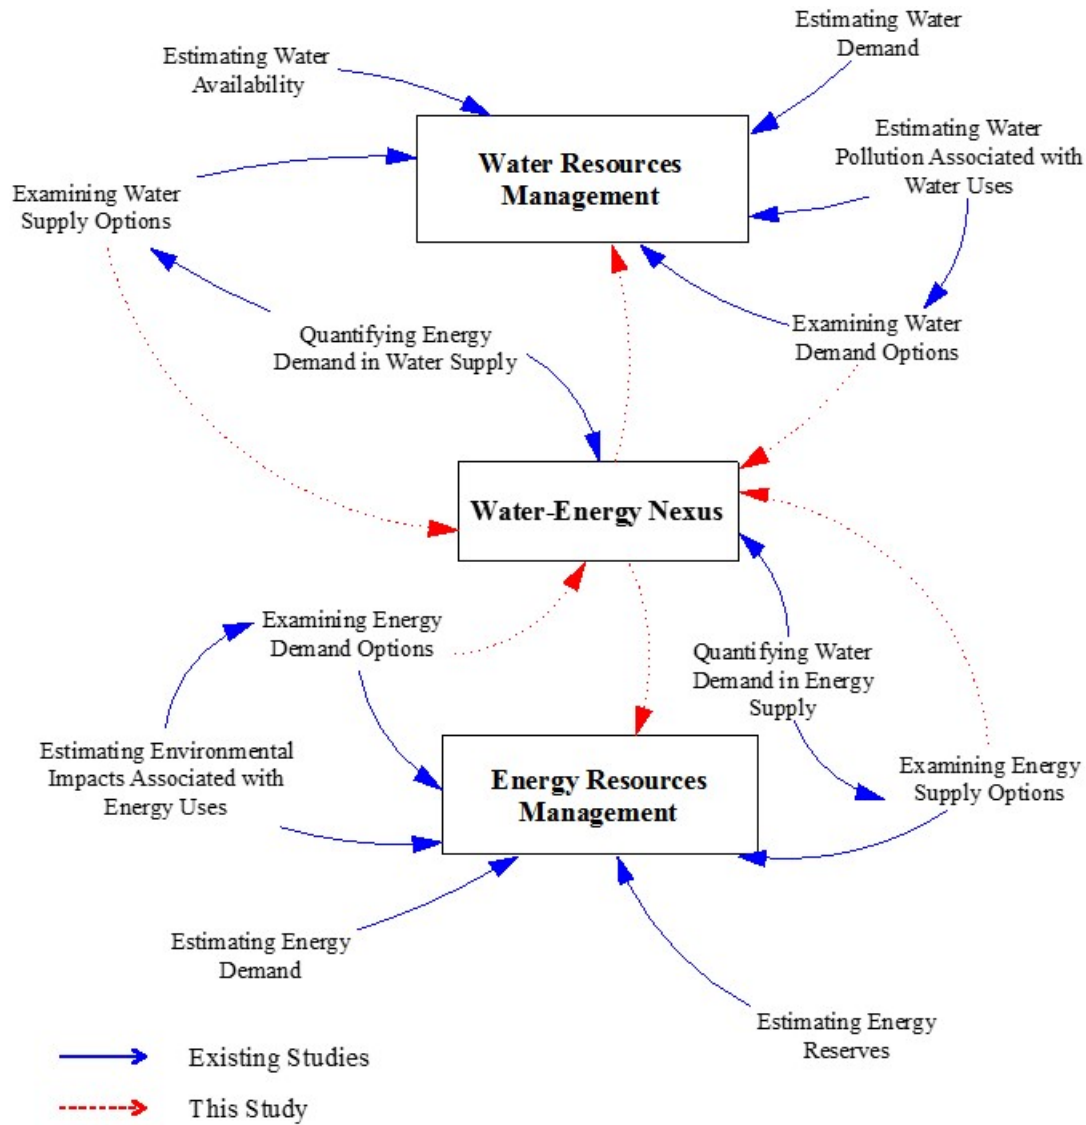 Estimating Water
Demand
Estimating Water
Availability
Estimating Water
Pollution Associated with
Water Uses
Water Resources
Management
Examining Water
Supply Options
Quantifying Energy
Demand in Water Supply
Examining Water
Demand Options
Water-Energy Nexus
Examining Energy
Demand Options
Quantifying Water
Demand in Energy
Supply
Estimating Environmental
Impacts Associated with
Energy Uses
Energy Resources
Management
Examining Energy
Supply Options
Estimating Energy
Demand
Estimating Energy
Reserves
Existing Studies
This Study